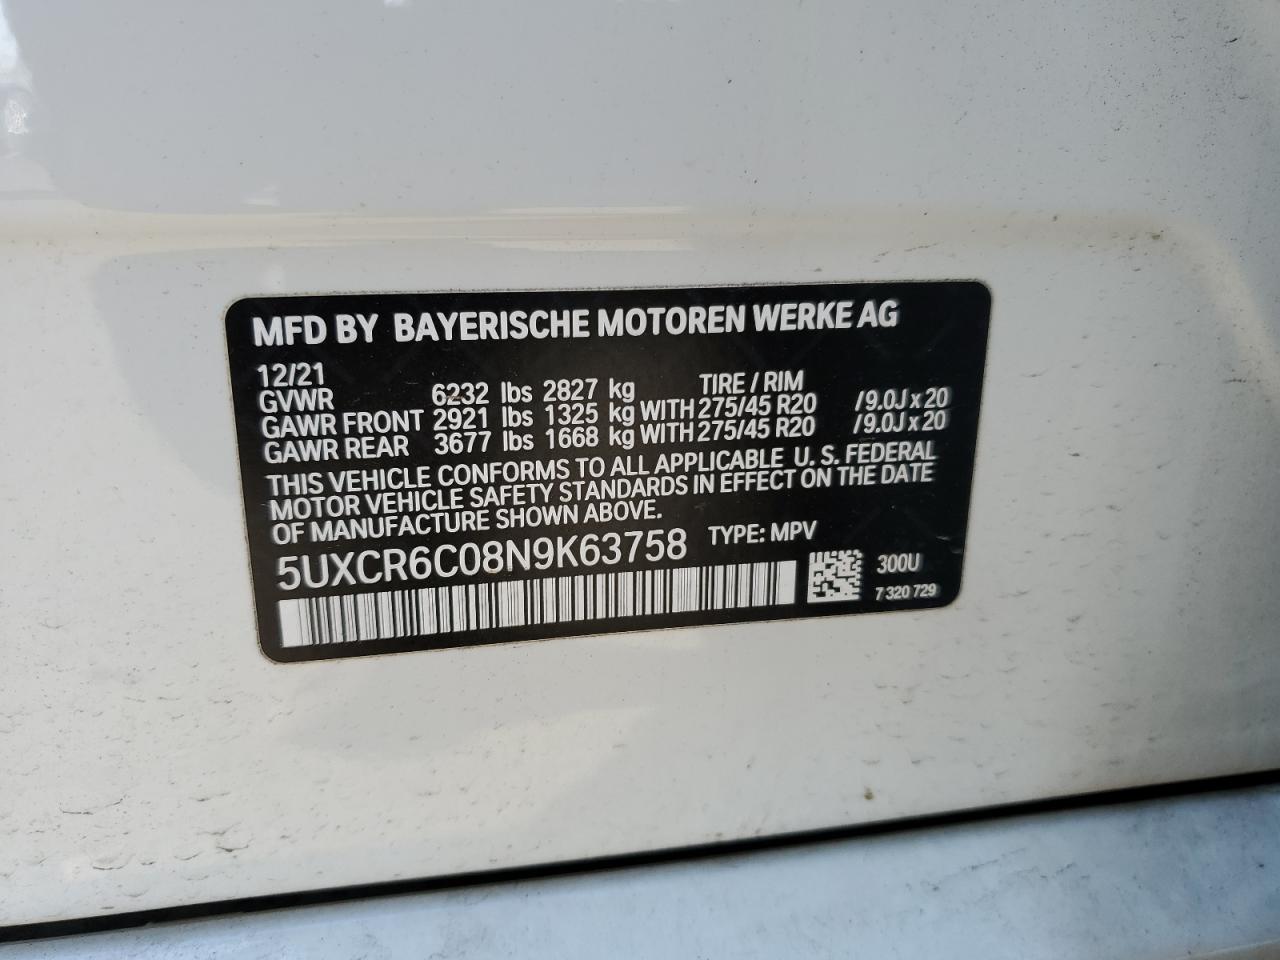 MFD BY BAYERISCHE MOTOREN WERKE AG
12/21
GVWR 6232 lbs 2827 kg TIRE / RIM
GAWR FRONT 2921 lbs 1325 kg WITH 275/45 R20 /9.0J x 20
GAWR REAR 3677 lbs 1668 kg WITH 275/45 R20 /9.0J x 20
THIS VEHICLE CONFORMS TO ALL APPLICABLE U. S. FEDERAL
MOTOR VEHICLE SAFETY STANDARDS IN EFFECT ON THE DATE
OF MANUFACTURE SHOWN ABOVE.
5UXCR6C08N9K63758 TYPE: MPV
300U
7 320 729